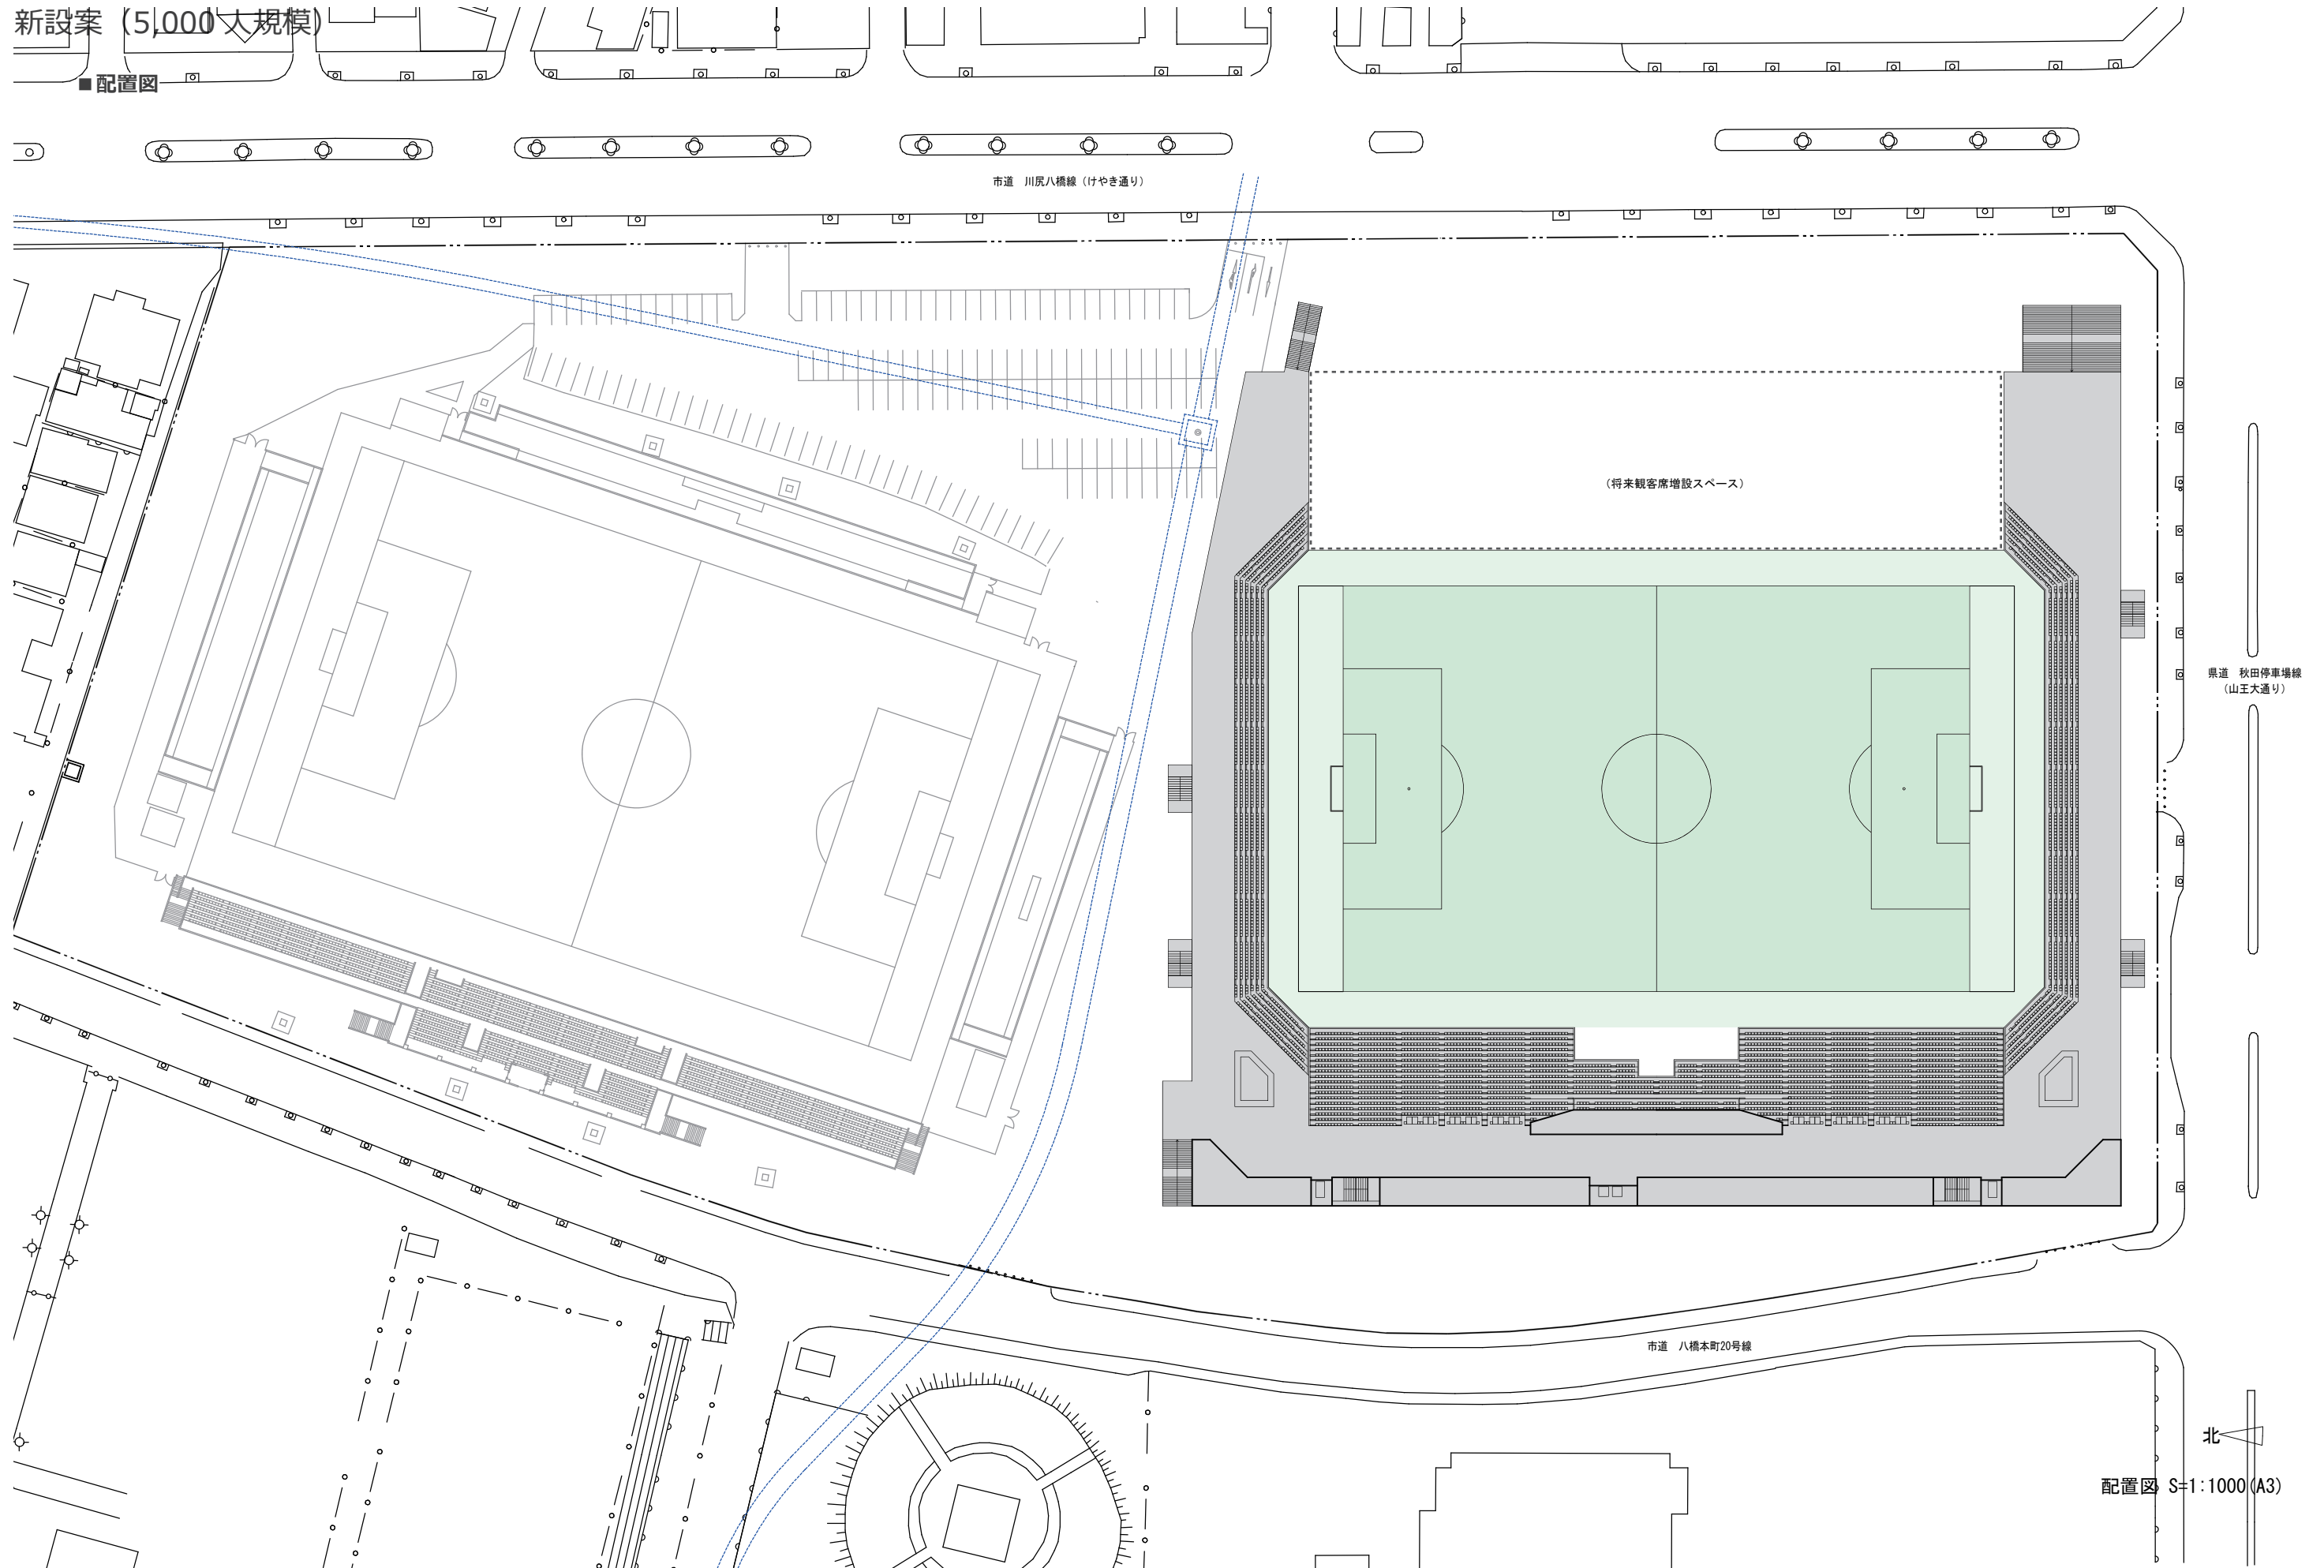 新設案（5,000 人規模）
■配置図
市道　川尻八橋線（けやき通り）
（将来観客席増設スペース）
県道　秋田停車場線
（山王大通り）
市道　八橋本町20号線
北
配置図 S=1:1000(A3)